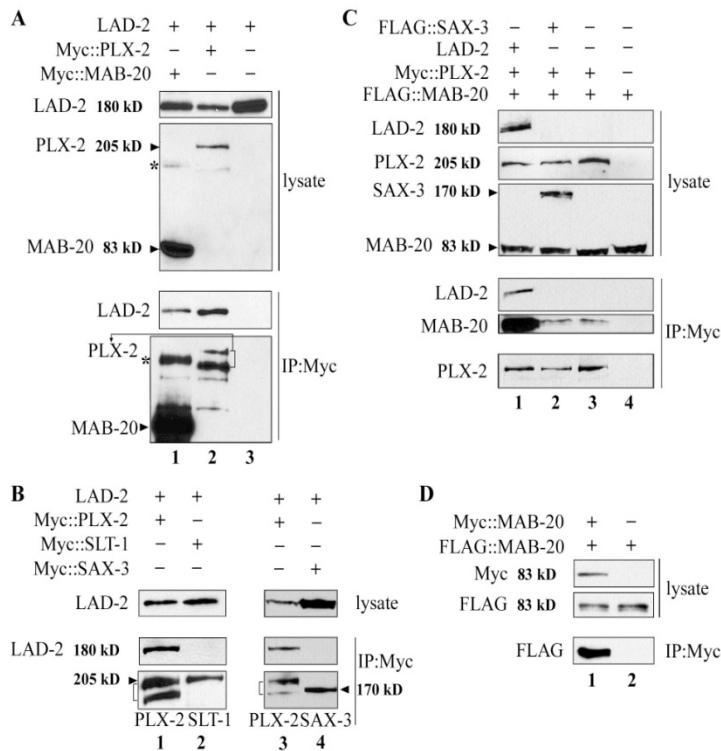 A
LAD-2 + + +
Myc::PLX-2 – + –
Myc::MAB-20 + – –
LAD-2 180 kD
PLX-2 205 kD
*
MAB-20 83 kD
lysate
LAD-2
PLX-2
*
MAB-20
IP:Myc
1 2 3
B
LAD-2 + + + +
Myc::PLX-2 + – + –
Myc::SLT-1 – + – –
Myc::SAX-3 – – – +
LAD-2 lysate
LAD-2 180 kD
205 kD 170 kD
IP:Myc
PLX-2 SLT-1 PLX-2 SAX-3
1 2 3 4
C
FLAG::SAX-3 – + – –
LAD-2 + – – –
Myc::PLX-2 + + + –
FLAG::MAB-20 + + + +
LAD-2 180 kD
PLX-2 205 kD
SAX-3 170 kD
MAB-20 83 kD
lysate
LAD-2
MAB-20
PLX-2
IP:Myc
1 2 3 4
D
Myc::MAB-20 + –
FLAG::MAB-20 + +
Myc 83 kD
FLAG 83 kD
lysate
FLAG IP:Myc
1 2